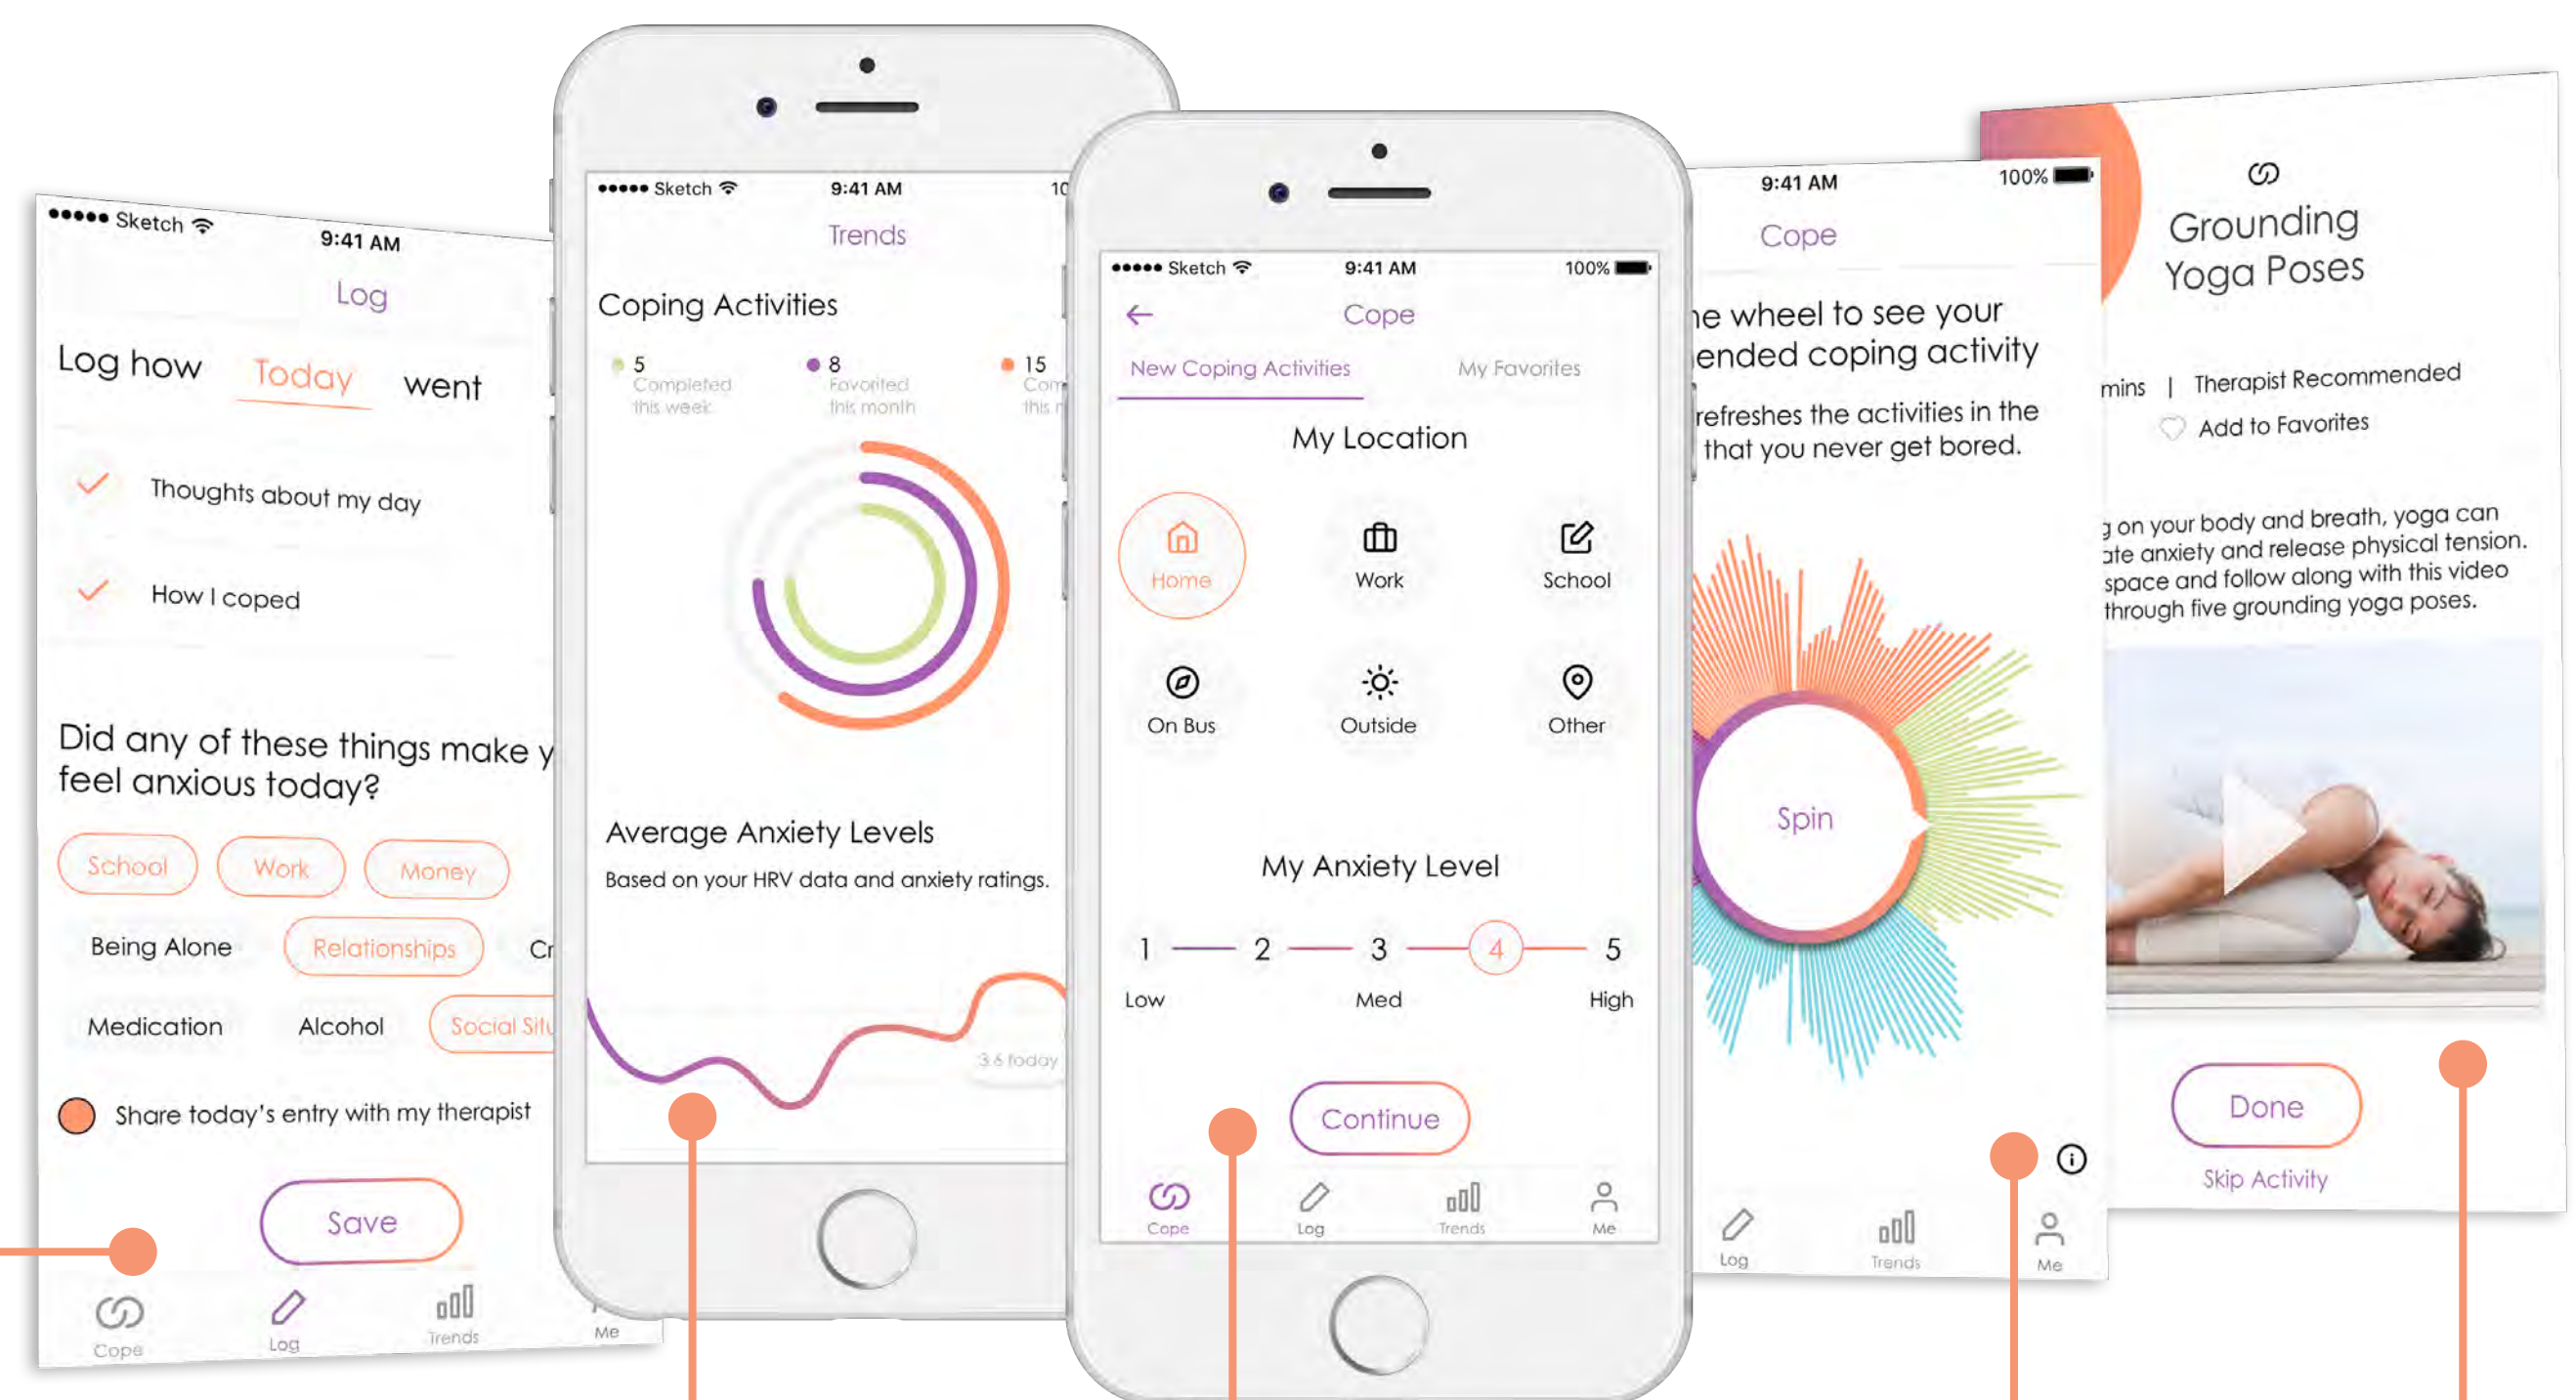 Sketch
9:41 AM
Log
Log how Today went
Thoughts about my day
How I coped
Did any of these things make
feel anxious today?
School Work Money
Being Alone Relationships
Medication Alcohol Social
Share today's entry with my therapist
Save
Cope Log Trends Me
Sketch 9:41 AM
Trends
Coping Activities
5 8 15
Completed Favorited
this week this month this
Average Anxiety Levels
Based on your HRV data and anxiety ratings.
3.6 today
Sketch 9:41 AM 100%
Cope
New Coping Activities My Favorites
My Location
Home Work School
On Bus Outside Other
My Anxiety Level
1 2 3 4 5
Low Med High
Continue
Cope Log Trends Me
9:41 AM 100%
Cope
wheel to see your
coping activity
refreshes the activities in the
that you never get bored.
Spin
Log Trends Me
Grounding
Yoga Poses
mins | Therapist Recommended
Add to Favorites
on your body and breath, yoga can
anxiety and release physical tension.
space and follow along with this video
through five grounding yoga poses.
Done
Skip Activity